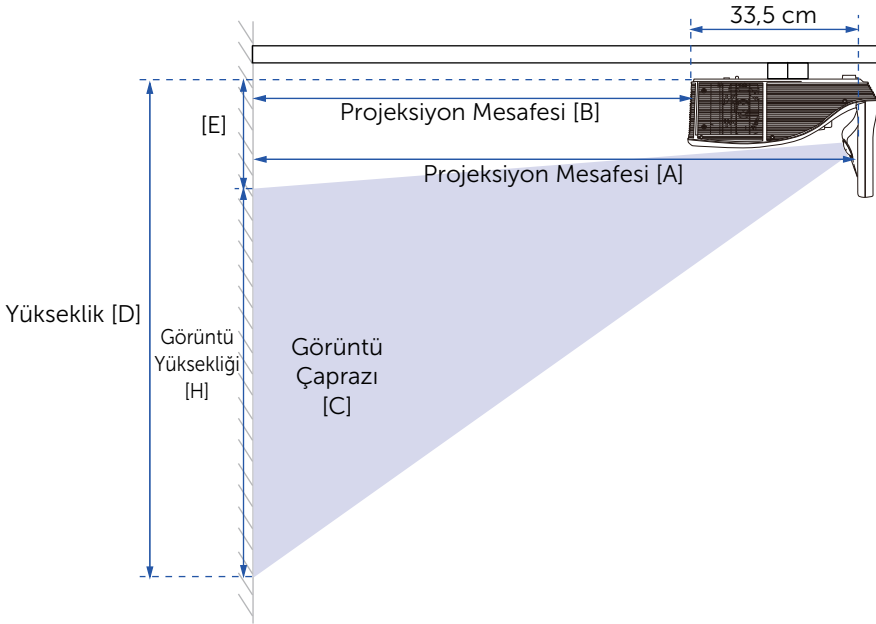 33,5 cm
Projeksiyon Mesafesi [B]
[E]
Projeksiyon Mesafesi [A]
Yükseklik [D]
Görüntü
Yüksekliği
[H]
Görüntü
Çaprazı
[C]